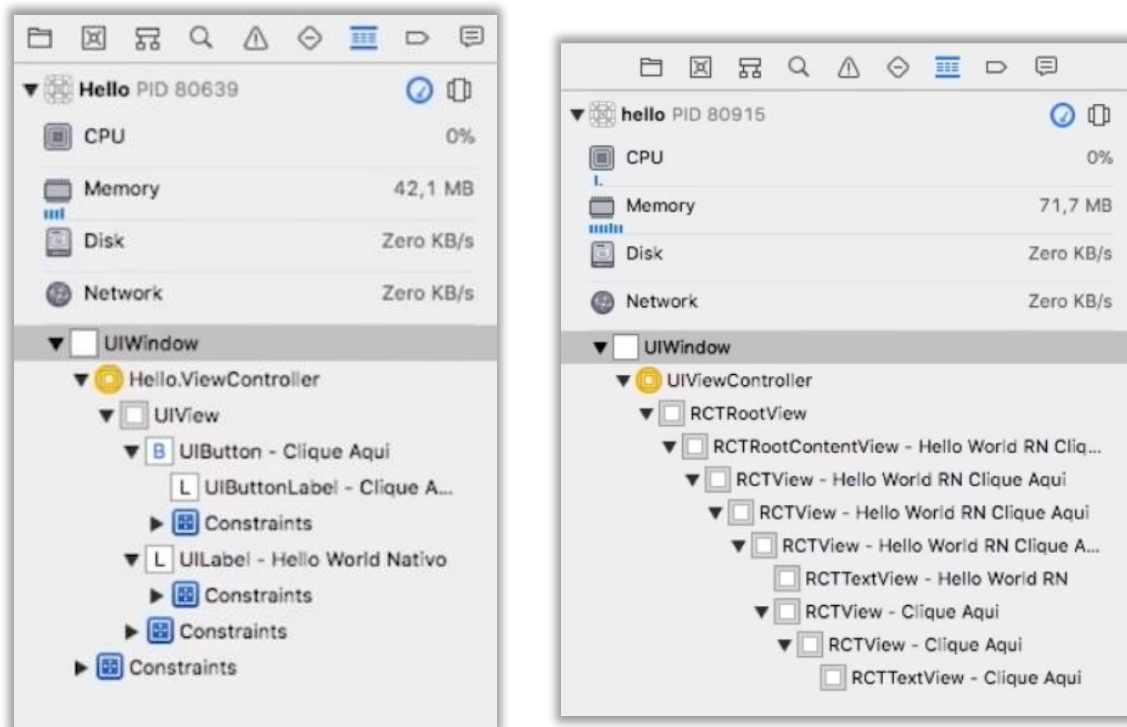 Hello PID 80639
CPU 0%
Memory 42,1 MB
Disk Zero KB/s
Network Zero KB/s
UIWindow
Hello.ViewController
UIView
B UIButton - Clique Aqui
L UIButtonLabel - Clique A...
Constraints
L UILabel - Hello World Nativo
Constraints
Constraints
Constraints
hello PID 80915
CPU 0%
Memory 71,7 MB
Disk Zero KB/s
Network Zero KB/s
UIWindow
UIViewController
RCTRootView
RCTRootContentView - Hello World RN Cliq...
RCTView - Hello World RN Clique Aqui
RCTView - Hello World RN Clique Aqui
RCTView - Hello World RN Clique A...
RCTTextView - Hello World RN
RCTView - Clique Aqui
RCTView - Clique Aqui
RCTTextView - Clique Aqui